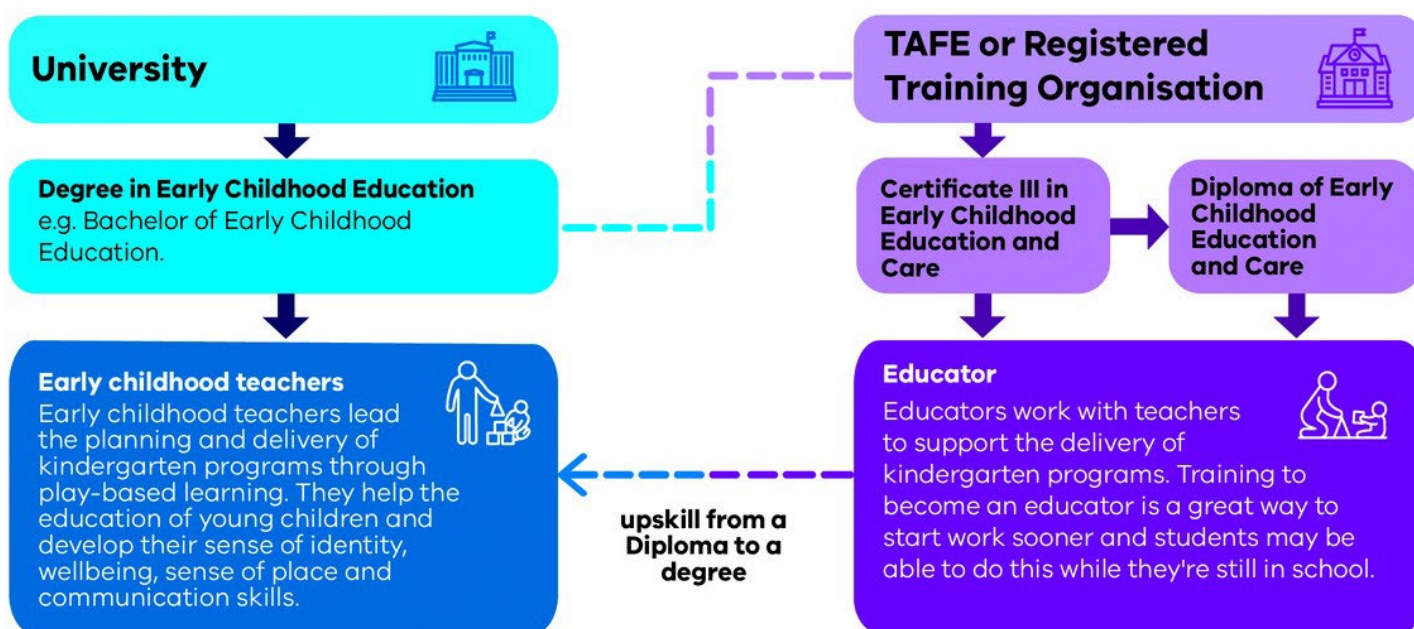 University
TAFE or Registered
Training Organisation
Degree in Early Childhood Education
e.g. Bachelor of Early Childhood
Education.
Certificate III in
Early Childhood
Education and
Care
Diploma of Early
Childhood
Education
and Care
Early childhood teachers
Early childhood teachers lead
the planning and delivery of
kindergarten programs through
play-based learning. They help the
education of young children and
develop their sense of identity,
wellbeing, sense of place and
communication skills.
upskill from a
Diploma to a
degree
Educator
Educators work with teachers
to support the delivery of
kindergarten programs. Training to
become an educator is a great way to
start work sooner and students may be
able to do this while they're still in school.